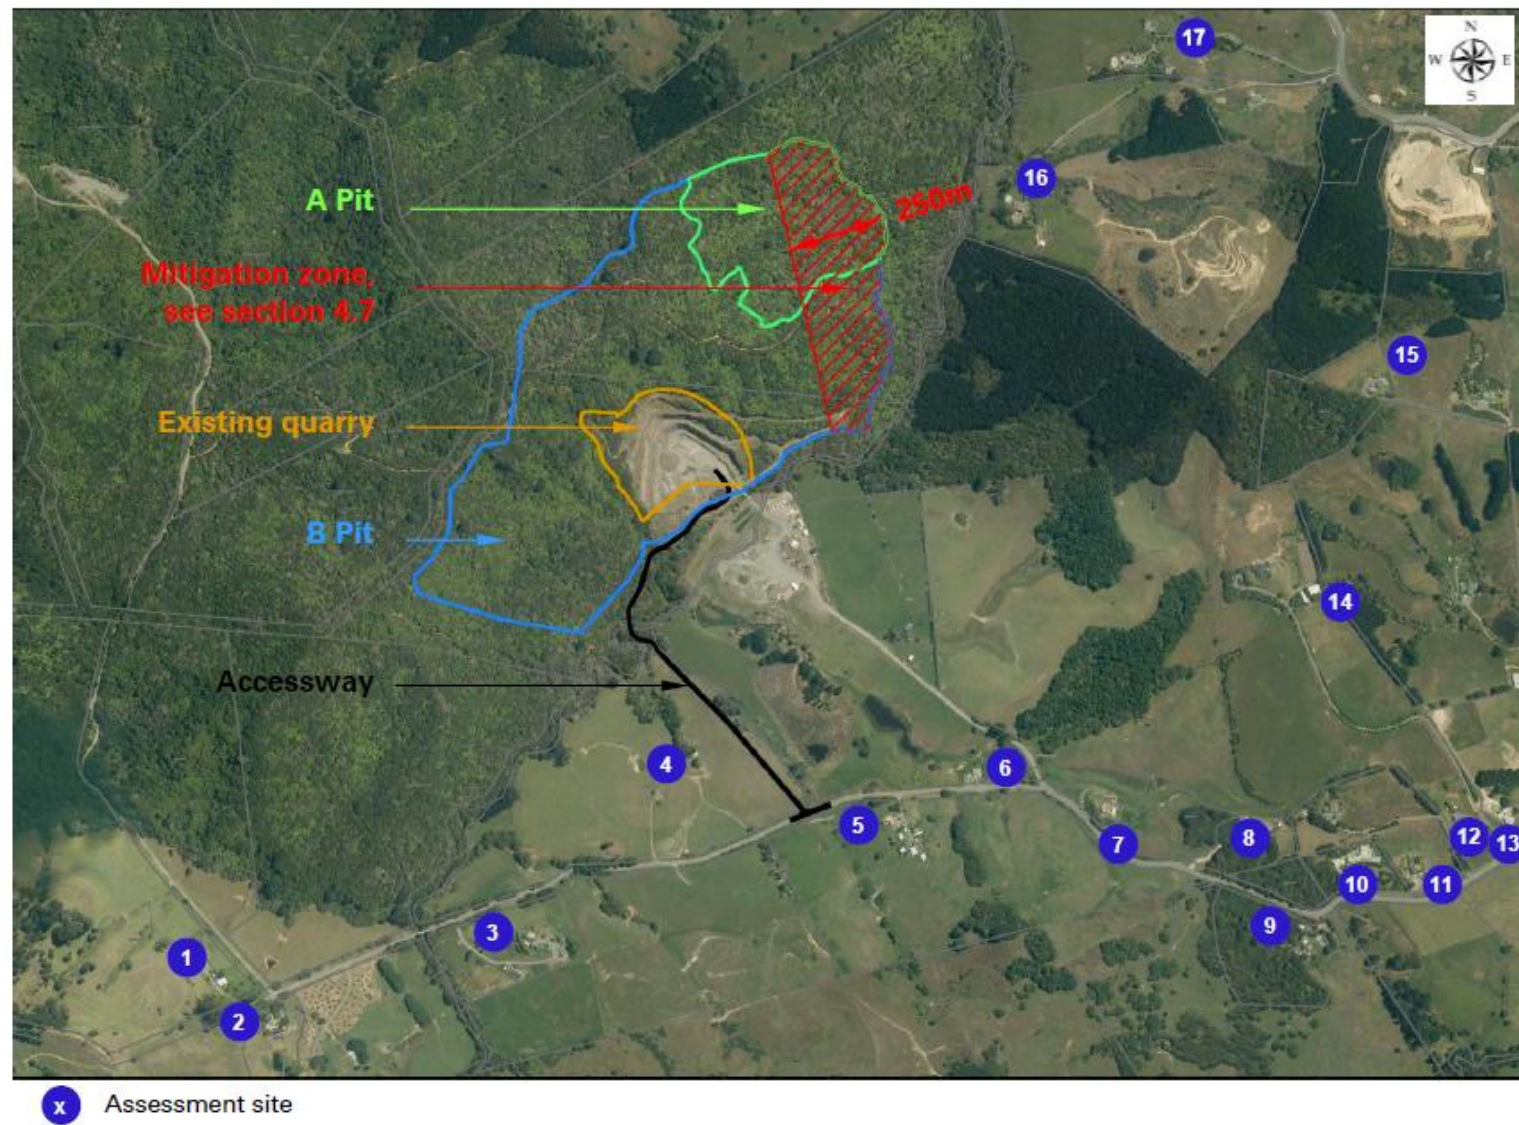 N
W E
S
17
16
A Pit
250m
Mitigation zone,
see section 4.7
15
Existing quarry
B Pit
14
Accessway
4
6
5
7
8
12
13
10
11
9
3
1
2
x Assessment site